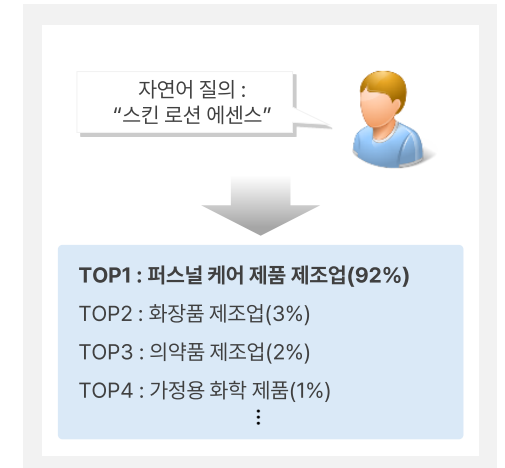 자연어 질의 :
“스킨 로션 에센스”
TOP1 : 퍼스널 케어 제품 제조업(92%)
TOP2 : 화장품 제조업(3%)
TOP3 : 의약품 제조업(2%)
TOP4 : 가정용 화학 제품(1%)
⋮